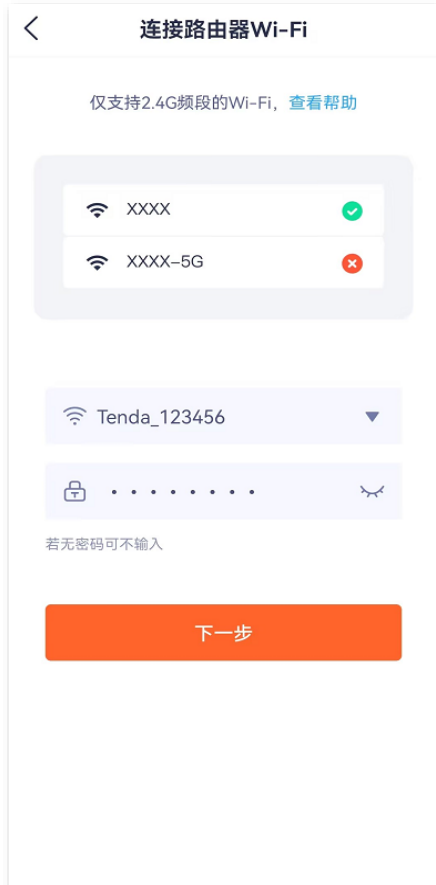 连接路由器Wi-Fi
仅支持2.4G频段的Wi-Fi，查看帮助
XXXX
XXXX-5G
Tenda_123456
若无密码可不输入
下一步